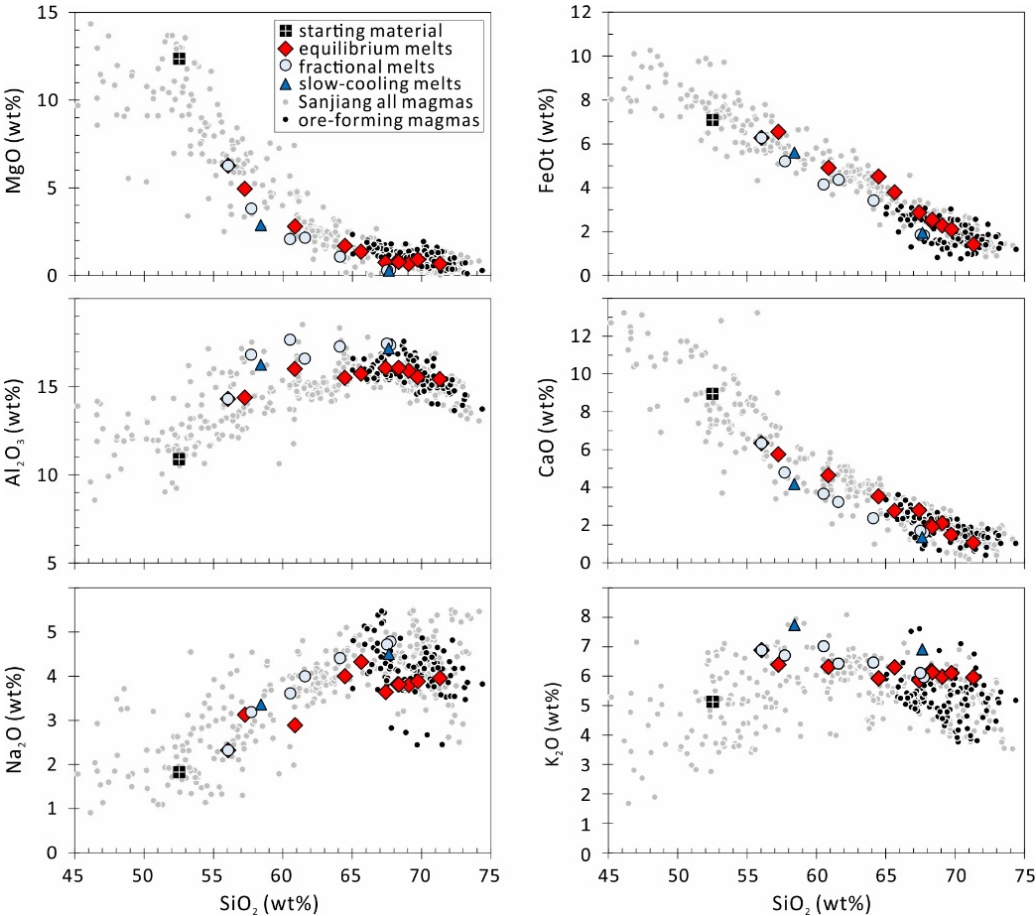 15
10
5
0
MgO (wt%)
starting material
equilibrium melts
fractional melts
slow-cooling melts
Sanjiang all magmas
ore-forming magmas
12
10
8
6
4
2
0
FeOt (wt%)
20
15
10
5
Al₂O₃ (wt%)
14
12
10
8
6
4
2
0
CaO (wt%)
5
4
3
2
1
0
Na₂O (wt%)
45 50 55 60 65 70 75
SiO₂ (wt%)
8
7
6
5
4
3
2
1
0
K₂O (wt%)
45 50 55 60 65 70 75
SiO₂ (wt%)